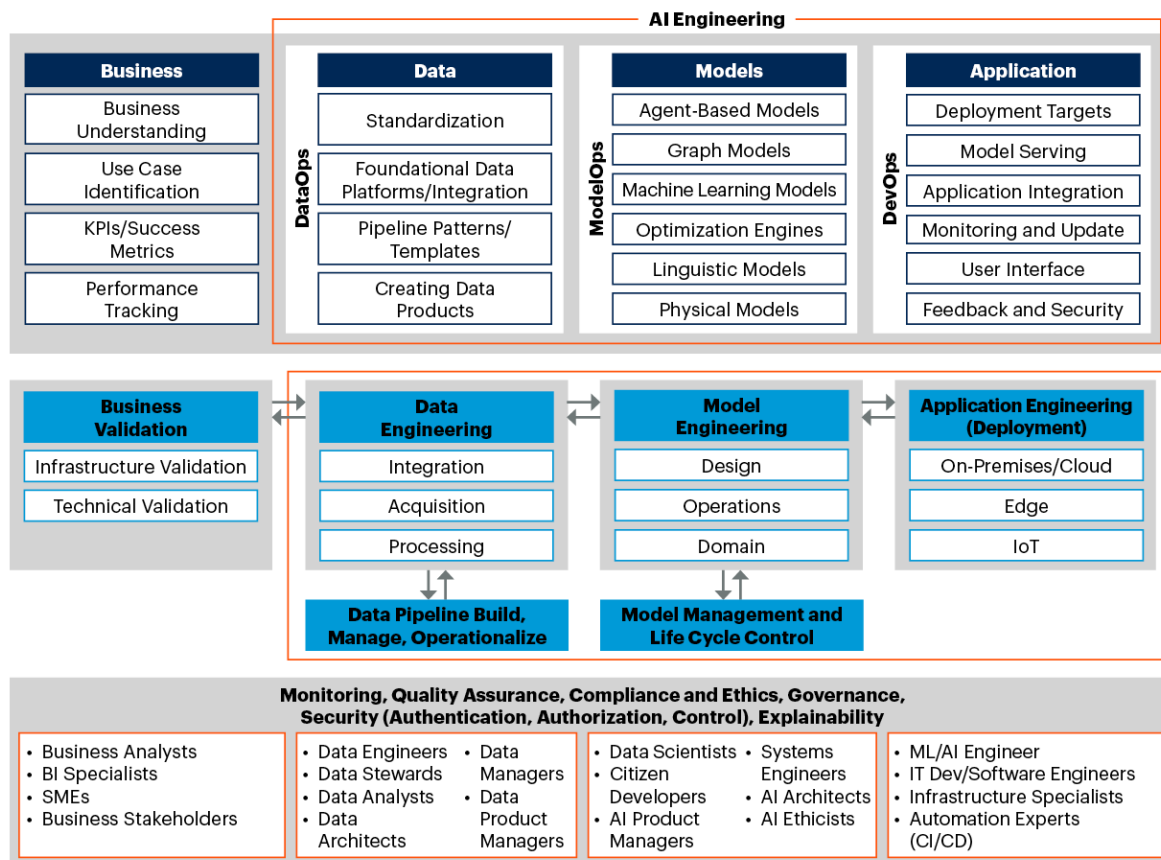 AI Engineering
Business
Business
Understanding
Use Case
Identification
KPIs/Success
Metrics
Performance
Tracking
DataOps
Data
Standardization
Foundational Data
Platforms/Integration
Pipeline Patterns/
Templates
Creating Data
Products
ModelOps
Models
Agent-Based Models
Graph Models
Machine Learning Models
Optimization Engines
Linguistic Models
Physical Models
DevOps
Application
Deployment Targets
Model Serving
Application Integration
Monitoring and Update
User Interface
Feedback and Security
Business
Validation
Infrastructure Validation
Technical Validation
Data
Engineering
Integration
Acquisition
Processing
Data Pipeline Build,
Manage, Operationalize
Model
Engineering
Design
Operations
Domain
Model Management and
Life Cycle Control
Application Engineering
(Deployment)
On-Premises/Cloud
Edge
IoT
Monitoring, Quality Assurance, Compliance and Ethics, Governance,
Security (Authentication, Authorization, Control), Explainability
• Business Analysts
• BI Specialists
• SMEs
• Business Stakeholders
• Data Engineers
• Data Stewards
• Data Analysts
• Data
Architects
• Data
Managers
• Data
Product
Managers
• Data Scientists
• Citizen
Developers
• AI Product
Managers
• Systems
Engineers
• AI Architects
• AI Ethicists
• ML/AI Engineer
• IT Dev/Software Engineers
• Infrastructure Specialists
• Automation Experts
(CI/CD)